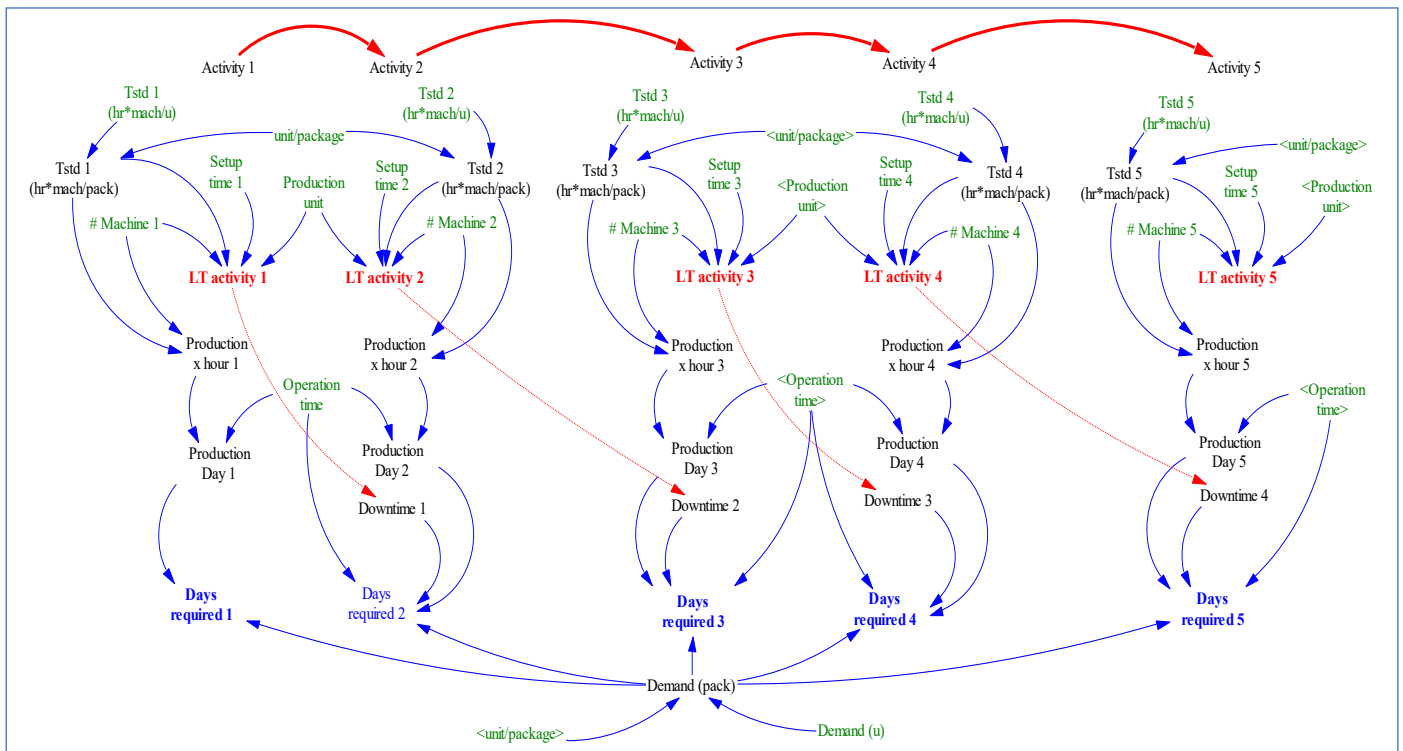 Activity 1
Activity 2
Activity 3
Activity 4
Activity 5
Tstd 1
(hr*mach/u)
Tstd 2
(hr*mach/u)
Tstd 3
(hr*mach/u)
Tstd 4
(hr*mach/u)
Tstd 5
(hr*mach/u)
unit/package
<unit/package>
<unit/package>
Tstd 1
(hr*mach/pack)
Setup
time 1
Production
unit
Setup
time 2
Tstd 2
(hr*mach/pack)
Tstd 3
(hr*mach/pack)
Setup
time 3
<Production
unit>
Setup
time 4
Tstd 4
(hr*mach/pack)
Tstd 5
(hr*mach/pack)
Setup
time 5
<Production
unit>
# Machine 1
# Machine 2
# Machine 3
# Machine 4
# Machine 5
LT activity 1
LT activity 2
LT activity 3
LT activity 4
LT activity 5
Production
x hour 1
Production
x hour 2
Production
x hour 3
Production
x hour 4
Production
x hour 5
Operation
time
<Operation
time>
<Operation
time>
Production
Day 1
Production
Day 2
Production
Day 3
Production
Day 4
Production
Day 5
Downtime 1
Downtime 2
Downtime 3
Downtime 4
Days
required 1
Days
required 2
Days
required 3
Days
required 4
Days
required 5
Demand (pack)
<unit/package>
Demand (u)